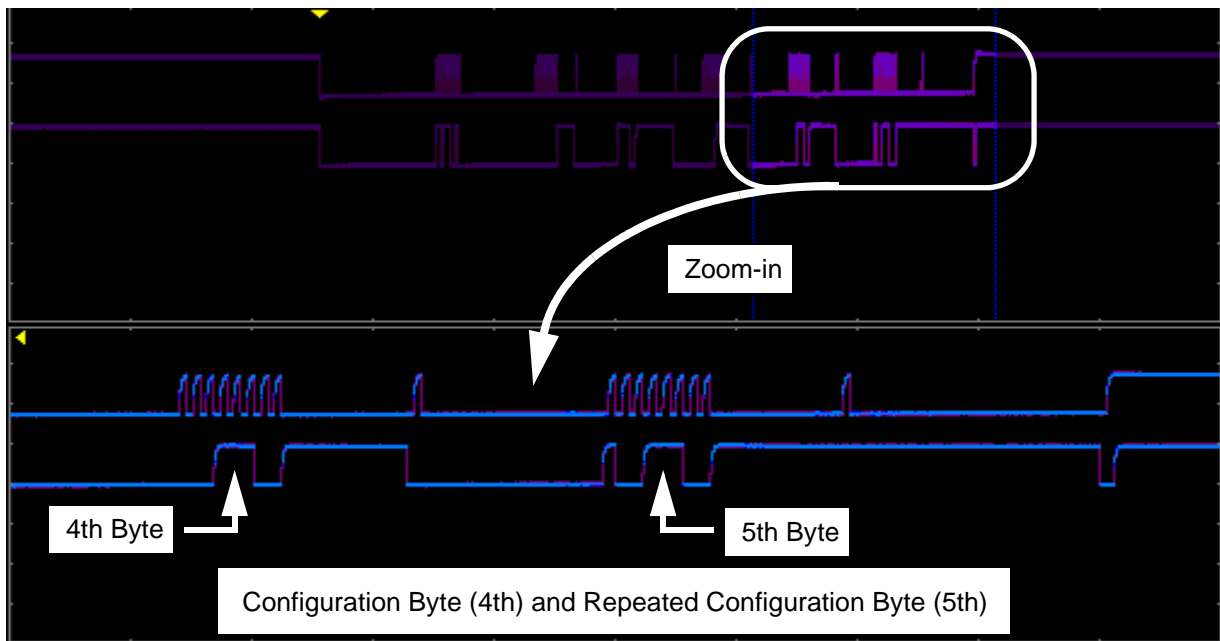 Zoom-in
4th Byte
5th Byte
Configuration Byte (4th) and Repeated Configuration Byte (5th)